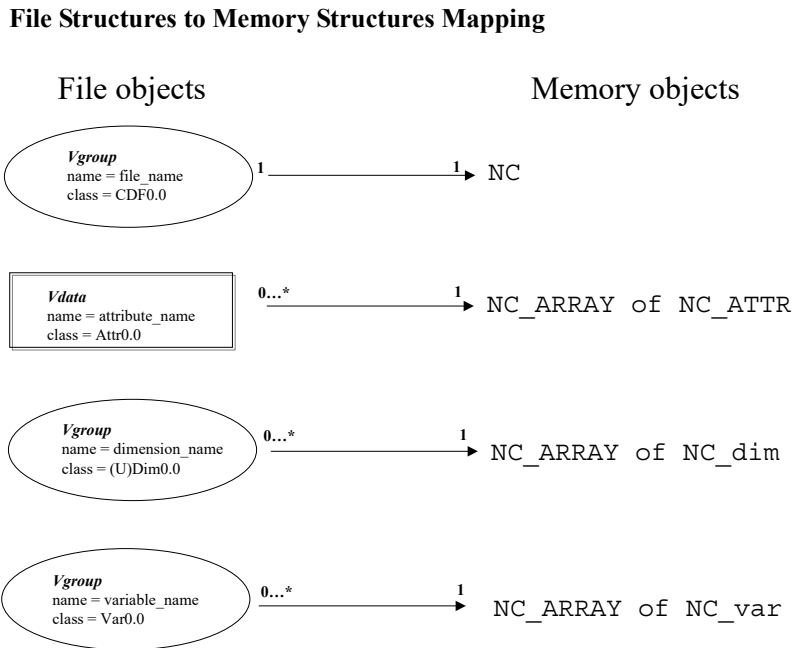 File Structures to Memory Structures Mapping
File objects
Memory objects
Vgroup
name = file_name
class = CDF0.0
1
1
NC
Vdata
name = attribute_name
class = Attr0.0
0…*
1
NC_ARRAY of NC_ATTR
Vgroup
name = dimension_name
class = (U)Dim0.0
0…*
1
NC_ARRAY of NC_dim
Vgroup
name = variable_name
class = Var0.0
0…*
1
NC_ARRAY of NC_var